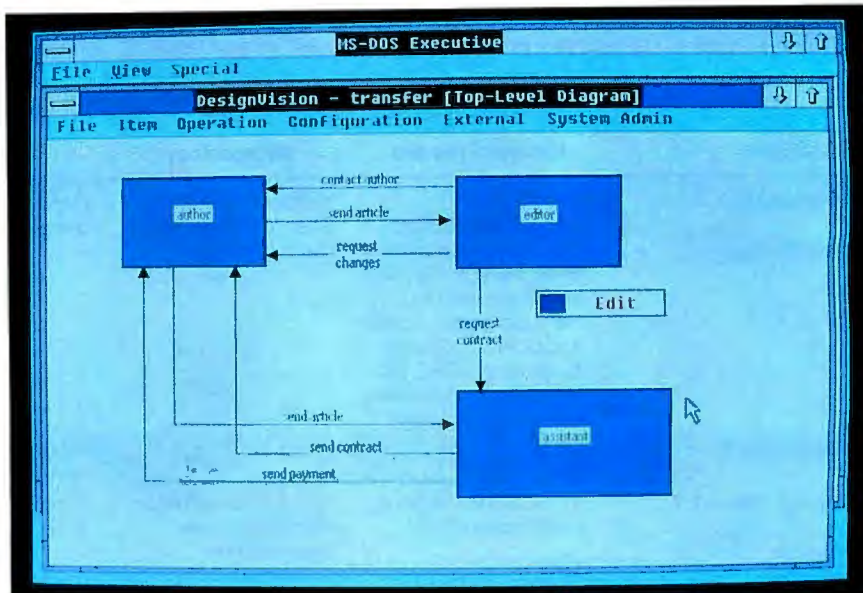 MS-DOS Executive
File View Special
DesignVision - transfer [Top-Level Diagram]
File Item Operation Configuration External System Admin
contact author
author
send article
editor
request
changes
Edit
request
contract
send article
assistant
send contract
send payment